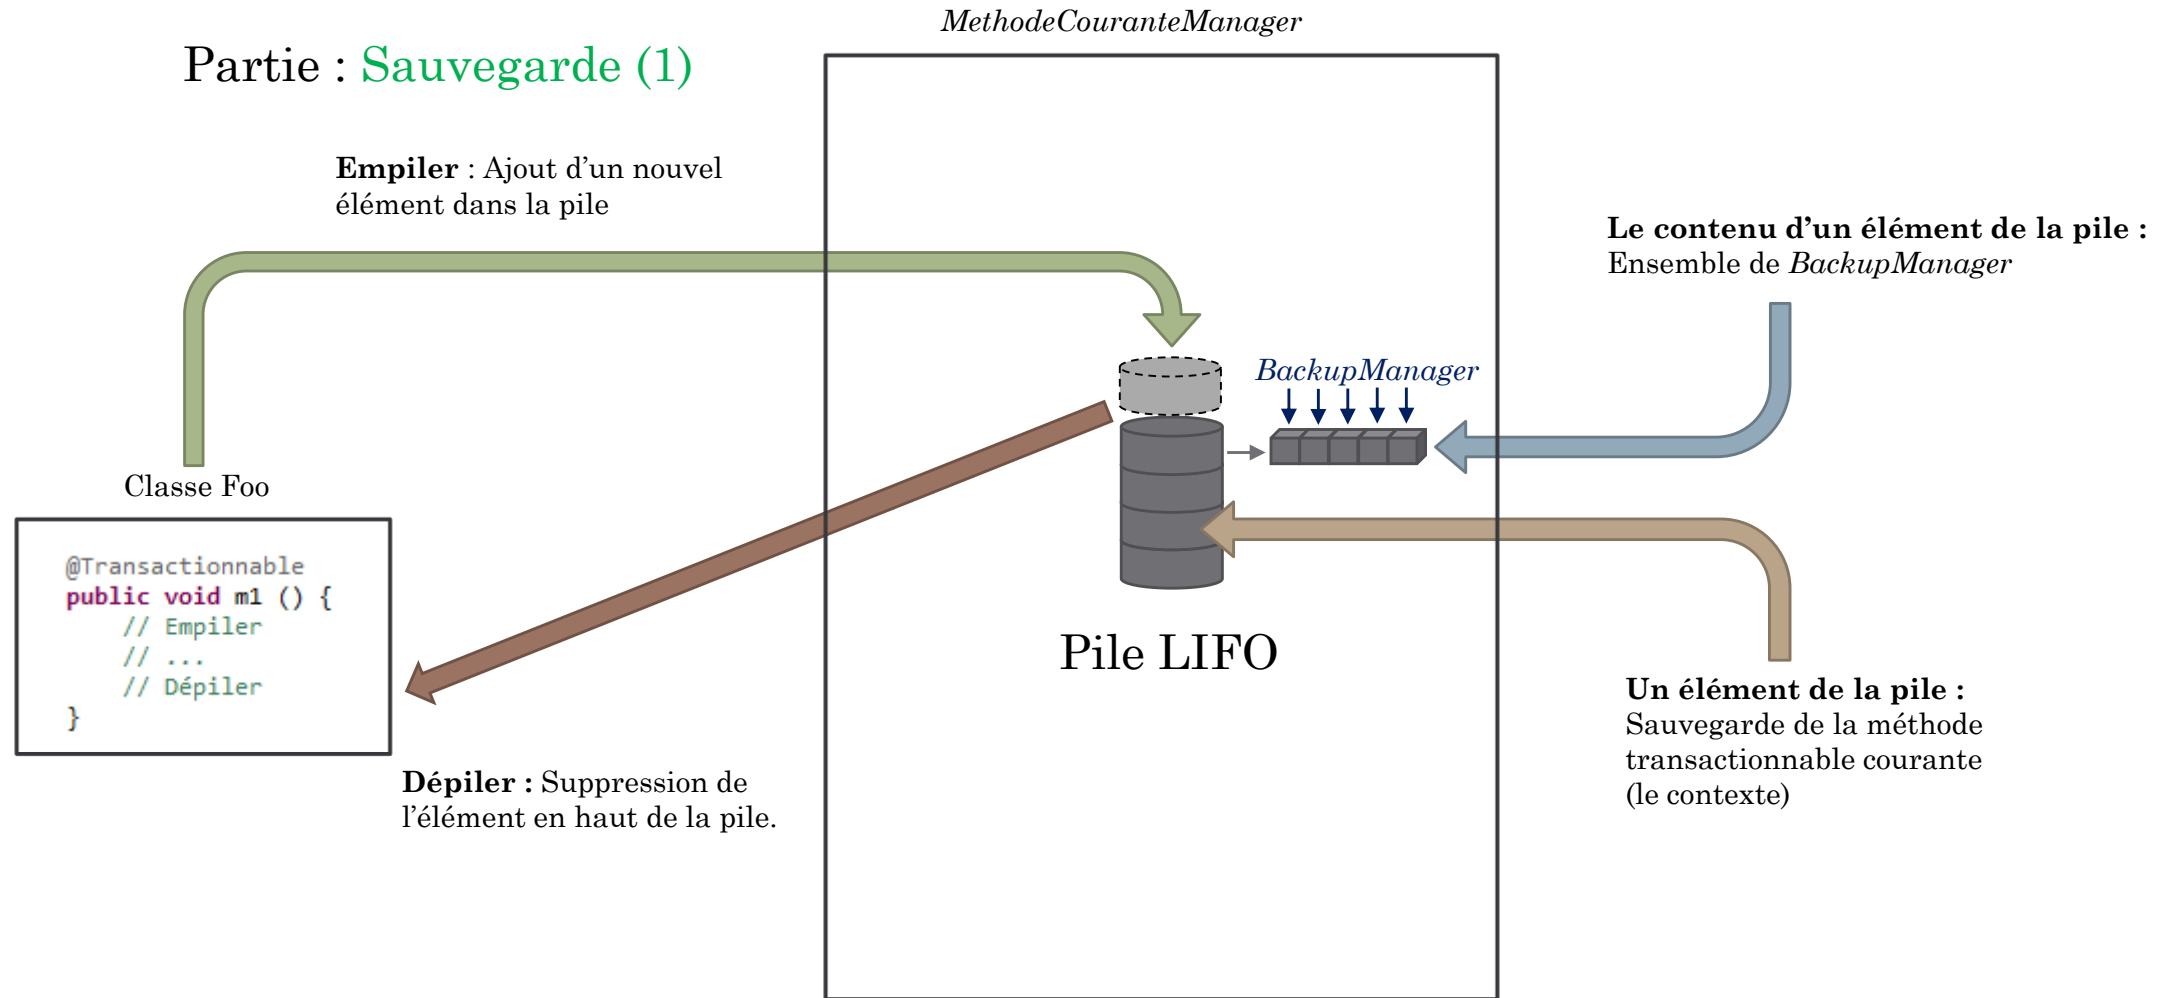 MethodeCouranteManager
Partie : Sauvegarde (1)
Empiler : Ajout d’un nouvel
élément dans la pile
Le contenu d’un élément de la pile :
Ensemble de BackupManager
BackupManager
Classe Foo
@Transactionnable
public void m1 () {
// Empiler
// ...
// Dépiler
}
Pile LIFO
Un élément de la pile :
Sauvegarde de la méthode
transactionnable courante
(le contexte)
Dépiler : Suppression de
l’élément en haut de la pile.